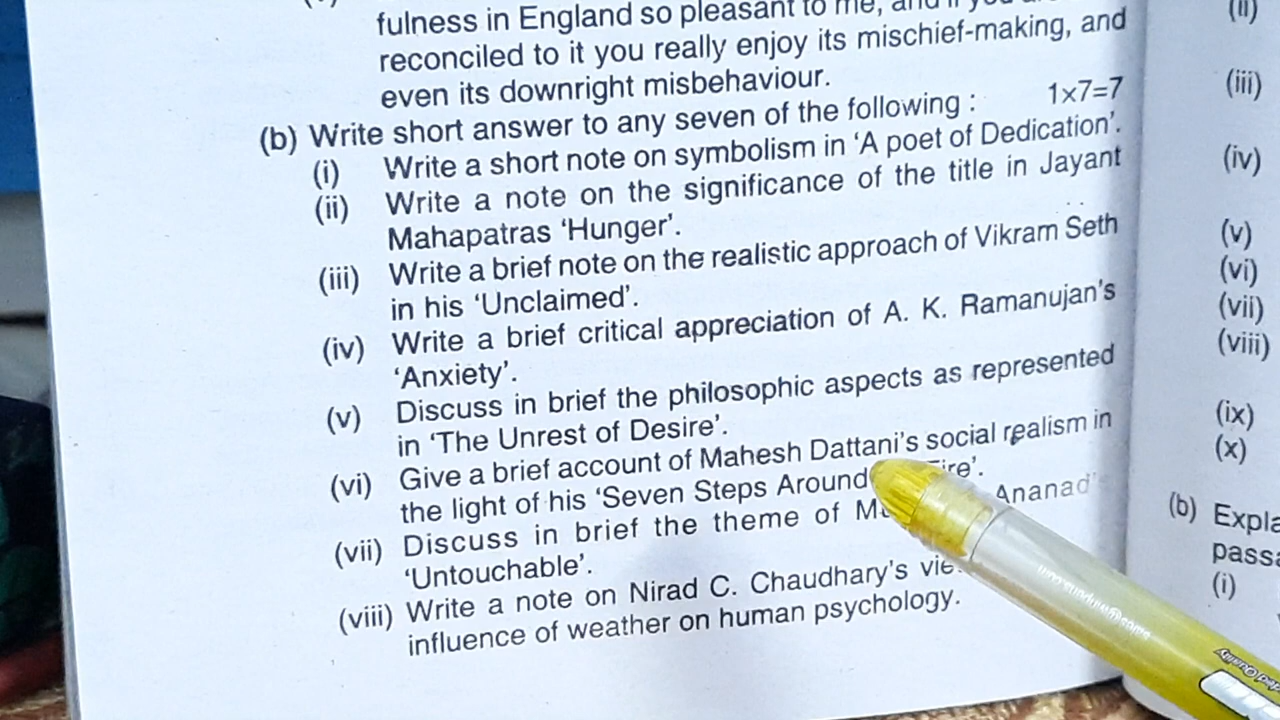 fulness in England so pleasant to me, and if you
reconciled to it you really enjoy its mischief-making, and
even its downright misbehaviour.
(b) Write short answer to any seven of the following : 1×7=7
(i) Write a short note on symbolism in ‘A poet of Dedication’.
(ii) Write a note on the significance of the title in Jayant
Mahapatras ‘Hunger’.
(iii) Write a brief note on the realistic approach of Vikram Seth
in his ‘Unclaimed’.
(iv) Write a brief critical appreciation of A. K. Ramanujan's
‘Anxiety’.
(v) Discuss in brief the philosophic aspects as represented
in ‘The Unrest of Desire’.
(vi) Give a brief account of Mahesh Dattani's social realism in
the light of his ‘Seven Steps Around Fire’.
(vii) Discuss in brief the theme of Ananad's
‘Untouchable’.
(viii) Write a note on Nirad C. Chaudhary's
influence of weather on human psychology.
(ii)
(iii)
(iv)
(v)
(vi)
(vii)
(viii)
(ix)
(x)
(b)
(i)